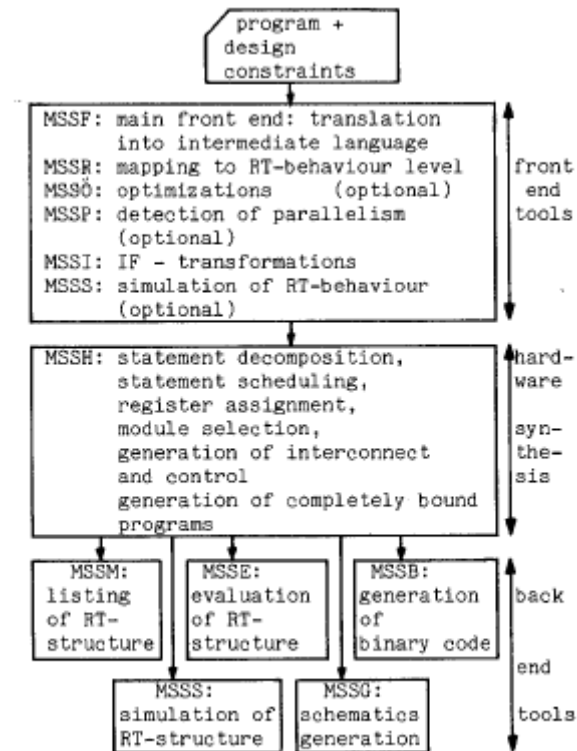 program +
design
constraints
MSSF: main front end: translation
into intermediate language
MSSR: mapping to RT-behaviour level
MSSÖ: optimizations (optional)
MSSP: detection of parallelism
(optional)
MSSI: IF - transformations
MSSS: simulation of RT-behaviour
(optional)
front
end
tools
MSSH: statement decomposition,
statement scheduling,
register assignment,
module selection,
generation of interconnect
and control
generation of completely bound
programs
hard-
ware
syn-
the-
sis
MSSM:
listing
of RT-
structure
MSSE:
evaluation
of RT-
structure
MSSB:
generation
of
binary code
MSSS:
simulation of
RT-structure
MSSG:
schematics
generation
back
end
tools